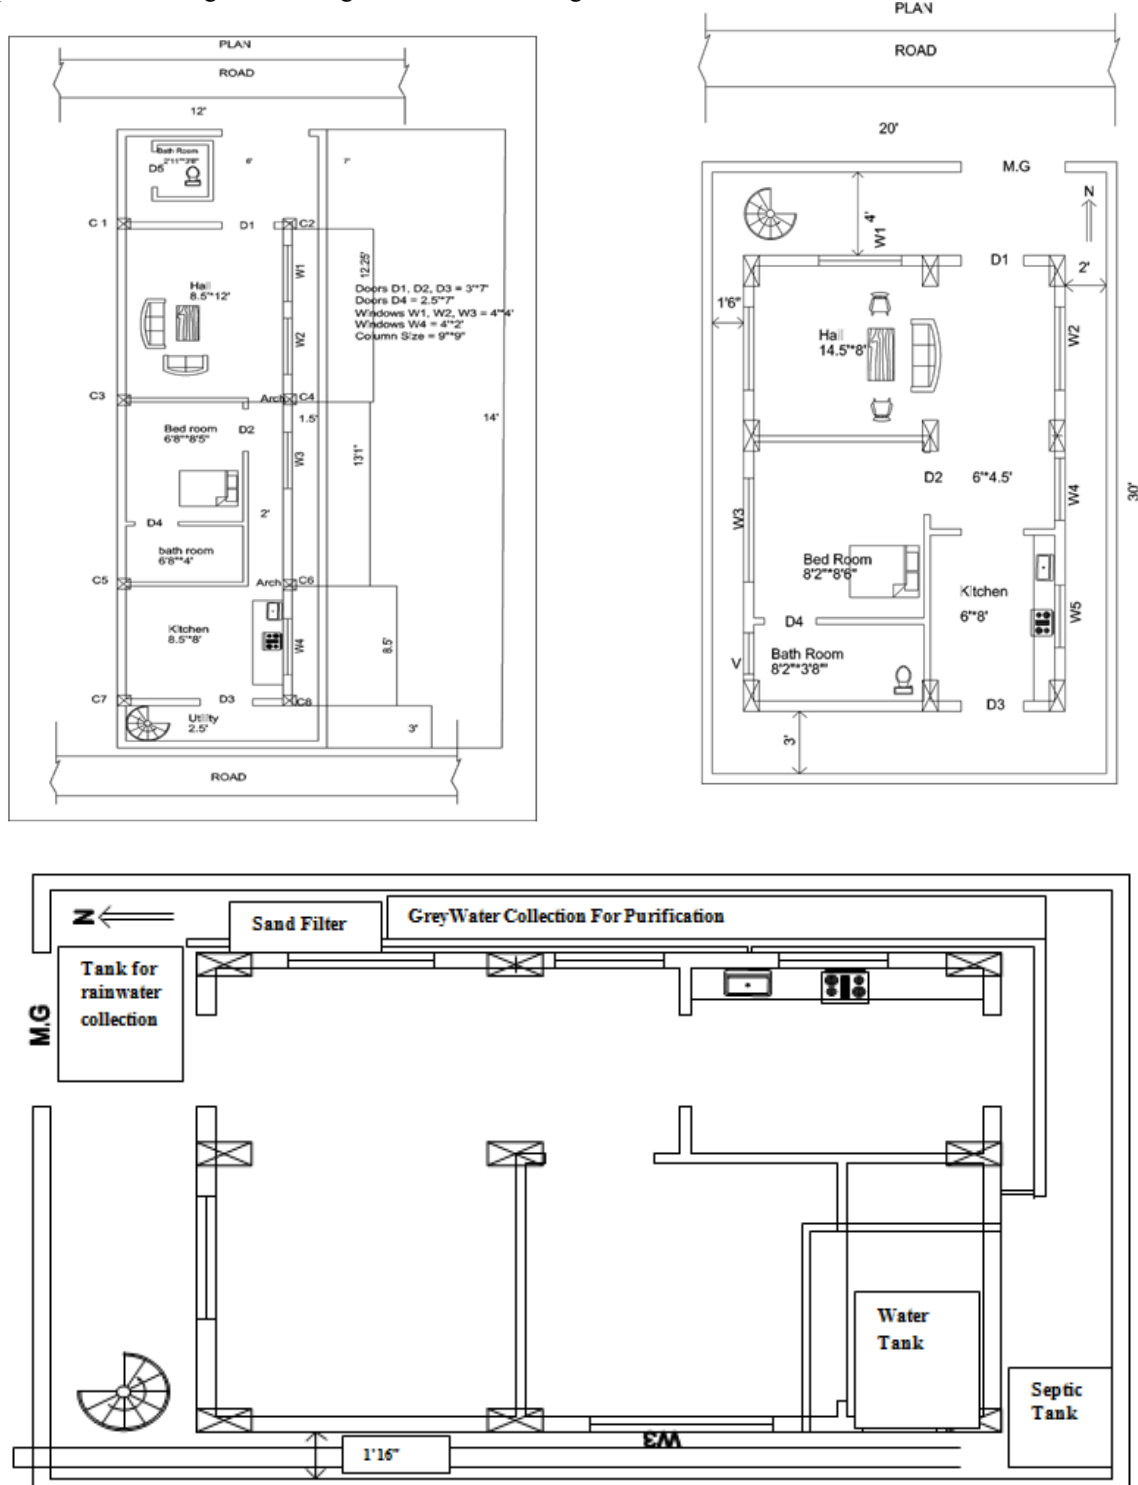 PLAN
ROAD
12'
Bath Room
2'11"*3'8"
D5
6'
7'
C 1
D1
C2
W1
12.25'
Hall
8.5'*12'
Doors D1, D2, D3 = 3'*7'
Doors D4 = 2.5'*7'
Windows W1, W2, W3 = 4'*4'
Windows W4 = 4'*2'
Column Size = 9"*9"
W2
C3
Arch
C4
1.5'
14'
Bed room
6'8"*8'5"
D2
W3
13'1"
2'
D4
bath room
6'8"*4'
C5
Arch
C6
Kitchen
8.5'*8'
W4
8.5'
C7
D3
C8
Utility
2.5'
3'
ROAD
PLAN
ROAD
20'
M.G
N
4'
W1
D1
2'
1'6"
Hall
14.5'*8'
W2
D2
6'*4.5'
W4
30'
W3
Bed Room
8'2"*8'6"
Kitchen
6'*8'
W5
D4
Bath Room
8'2"*3'8"'
V
D3
3'
N
Sand Filter
GreyWater Collection For Purification
Tank for
rainwater
collection
M.G
Water
Tank
Septic
Tank
W3
1'16"